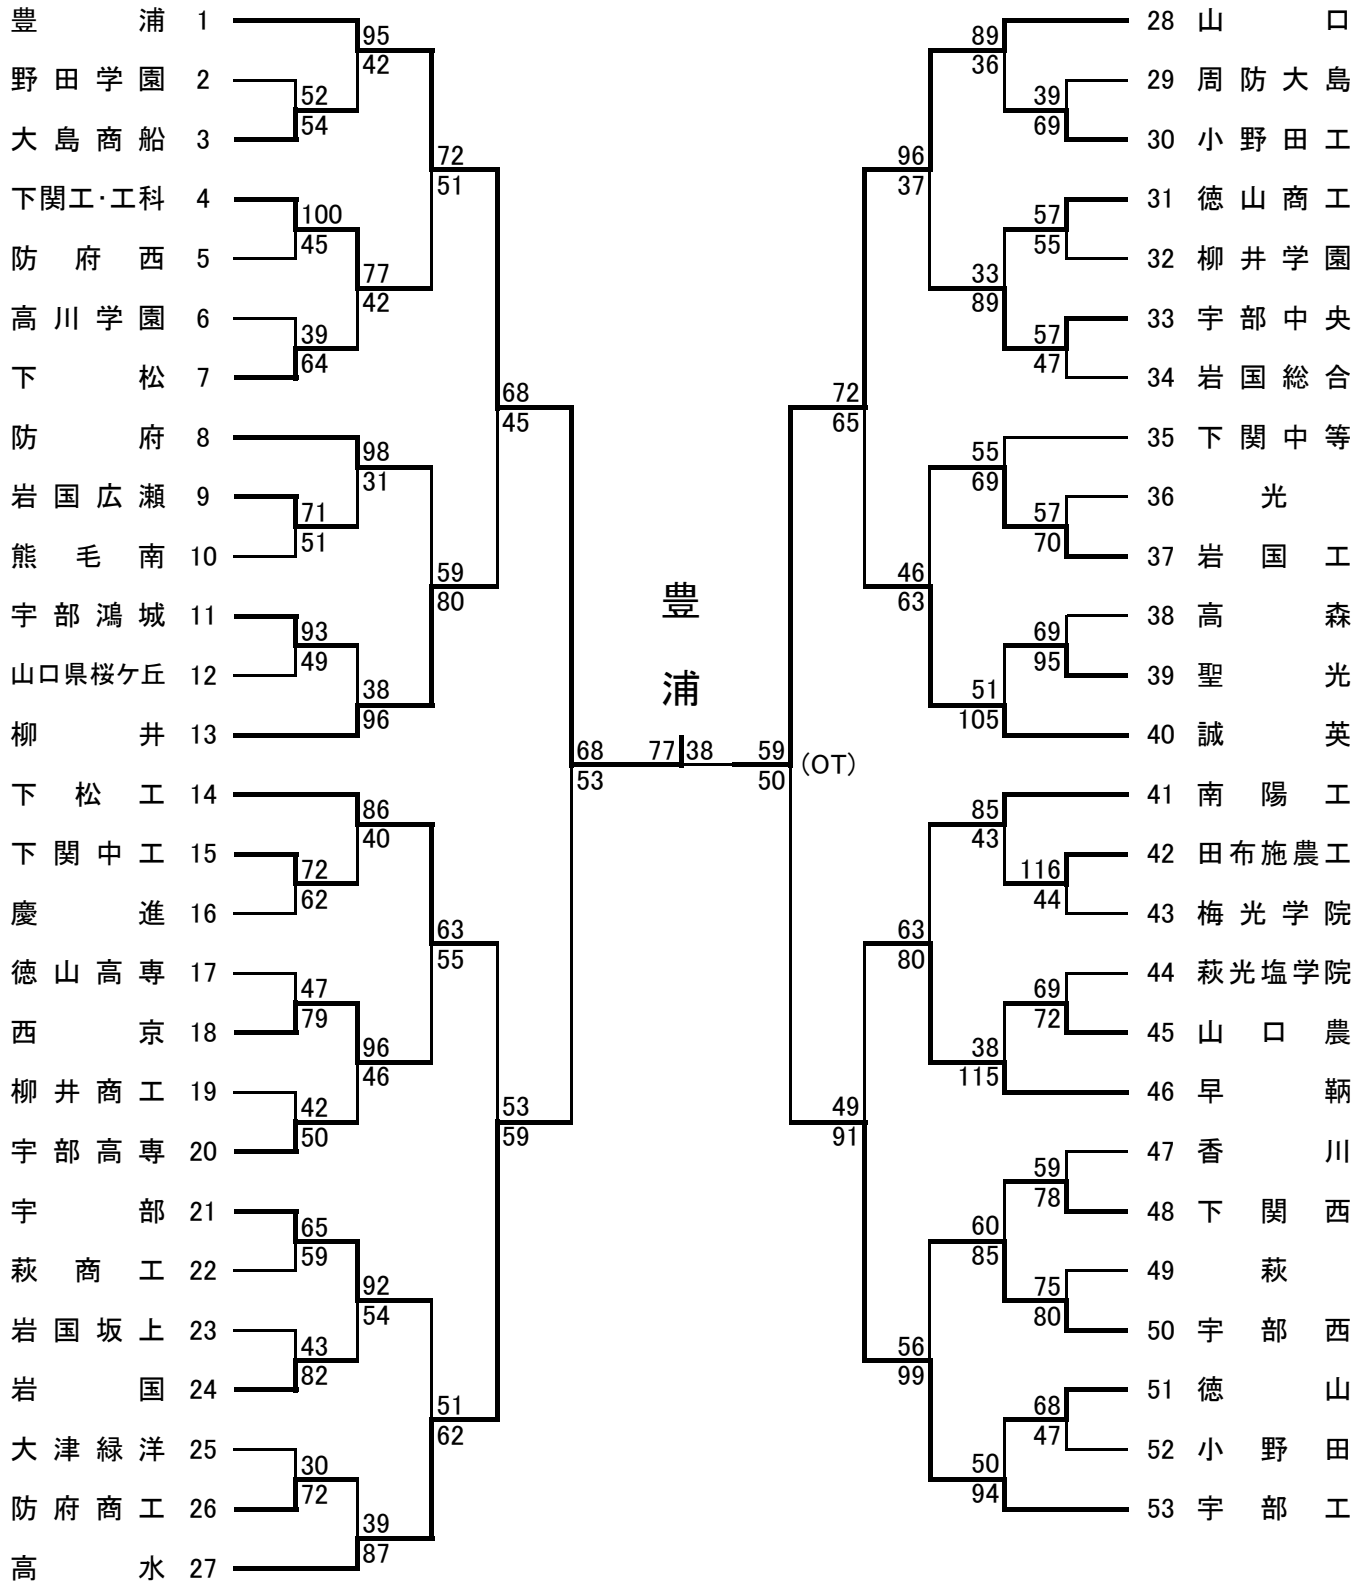 豊浦 1
95
42
野田学園 2
52
54
大島商船 3
72
51
下関工・工科 4
100
45
防府西 5
77
42
高川学園 6
39
64
下松 7
68
45
防府 8
98
31
岩国広瀬 9
71
51
熊毛南 10
59
80
宇部鴻城 11
93
49
山口県桜ケ丘 12
38
96
柳井 13
68
53
下松工 14
86
40
下関中工 15
72
62
慶進 16
63
55
徳山高専 17
47
79
西京 18
96
46
柳井商工 19
42
50
宇部高専 20
53
59
宇部 21
65
59
萩商工 22
92
54
岩国坂上 23
43
82
岩国 24
51
62
大津緑洋 25
30
72
防府商工 26
39
87
高水 27
豊浦
77 38
59
50
(OT)
28 山口
89
36
29 周防大島
39
69
30 小野田工
96
37
31 徳山商工
57
55
32 柳井学園
33
89
33 宇部中央
57
47
34 岩国総合
72
65
35 下関中等
55
69
36 光
57
70
37 岩国工
46
63
38 高森
69
95
39 聖光
51
105
40 誠英
41 南陽工
85
43
42 田布施農工
116
44
43 梅光学院
63
80
44 萩光塩学院
69
72
45 山口農
38
115
46 早鞆
49
91
47 香川
59
78
48 下関西
60
85
49 萩
75
80
50 宇部西
56
99
51 徳山
68
47
52 小野田
50
94
53 宇部工